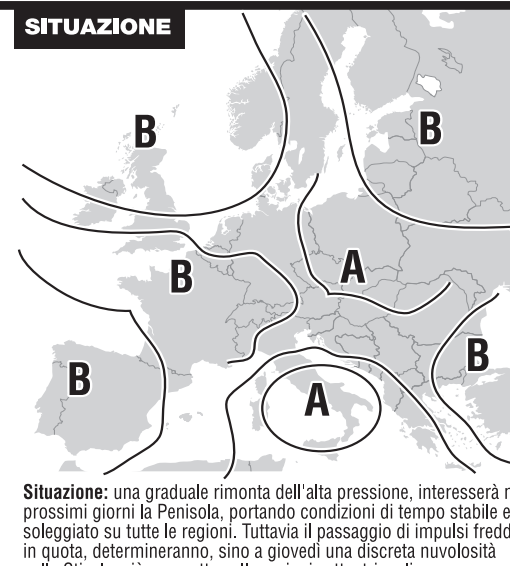 SITUAZIONE
B
B
A
B
B
B
A
Situazione: una graduale rimonta dell'alta pressione, interesserà
prossimi giorni la Penisola, portando condizioni di tempo stabile e
soleggiato su tutte le regioni. Tuttavia il passaggio di impulsi
in quota, determineranno, sino a giovedì una discreta nuvolosità